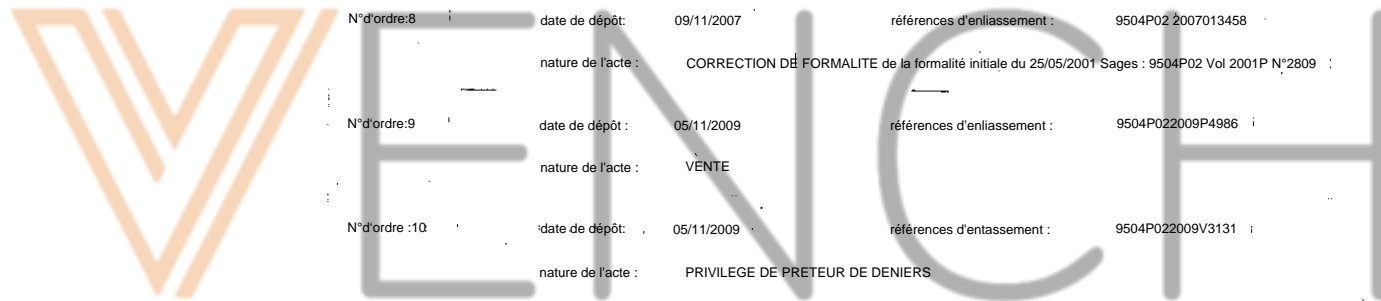 N°d'ordre:8 date de dépôt: 09/11/2007 références d'enliassement : 9504P02 2007013458
nature de l'acte : CORRECTION DE FORMALITE de la formalité initiale du 25/05/2001 Sages : 9504P02 Vol 2001P N°2809
N°d'ordre:9 date de dépôt : 05/11/2009 références d'enliassement : 9504P022009P4986
nature de l'acte : VENTE
N°d'ordre :10 date de dépôt: 05/11/2009 références d'entassement : 9504P022009V3131
nature de l'acte : PRIVILEGE DE PRETEUR DE DENIERS
VENCH